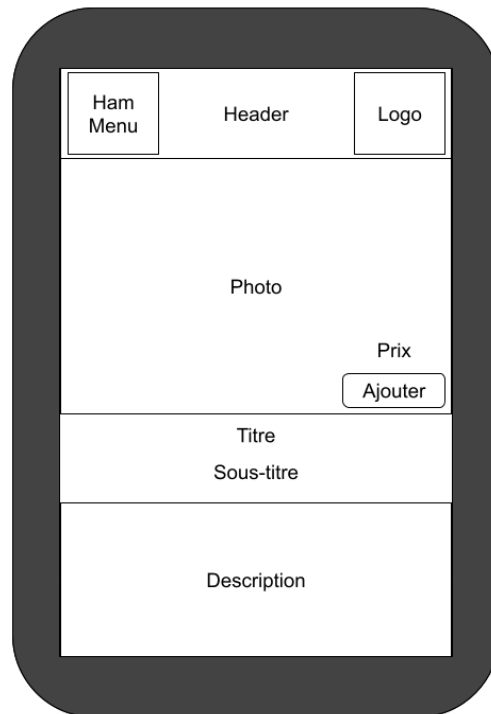 Ham
Menu
Header
Logo
Photo
Prix
Ajouter
Titre
Sous-titre
Description